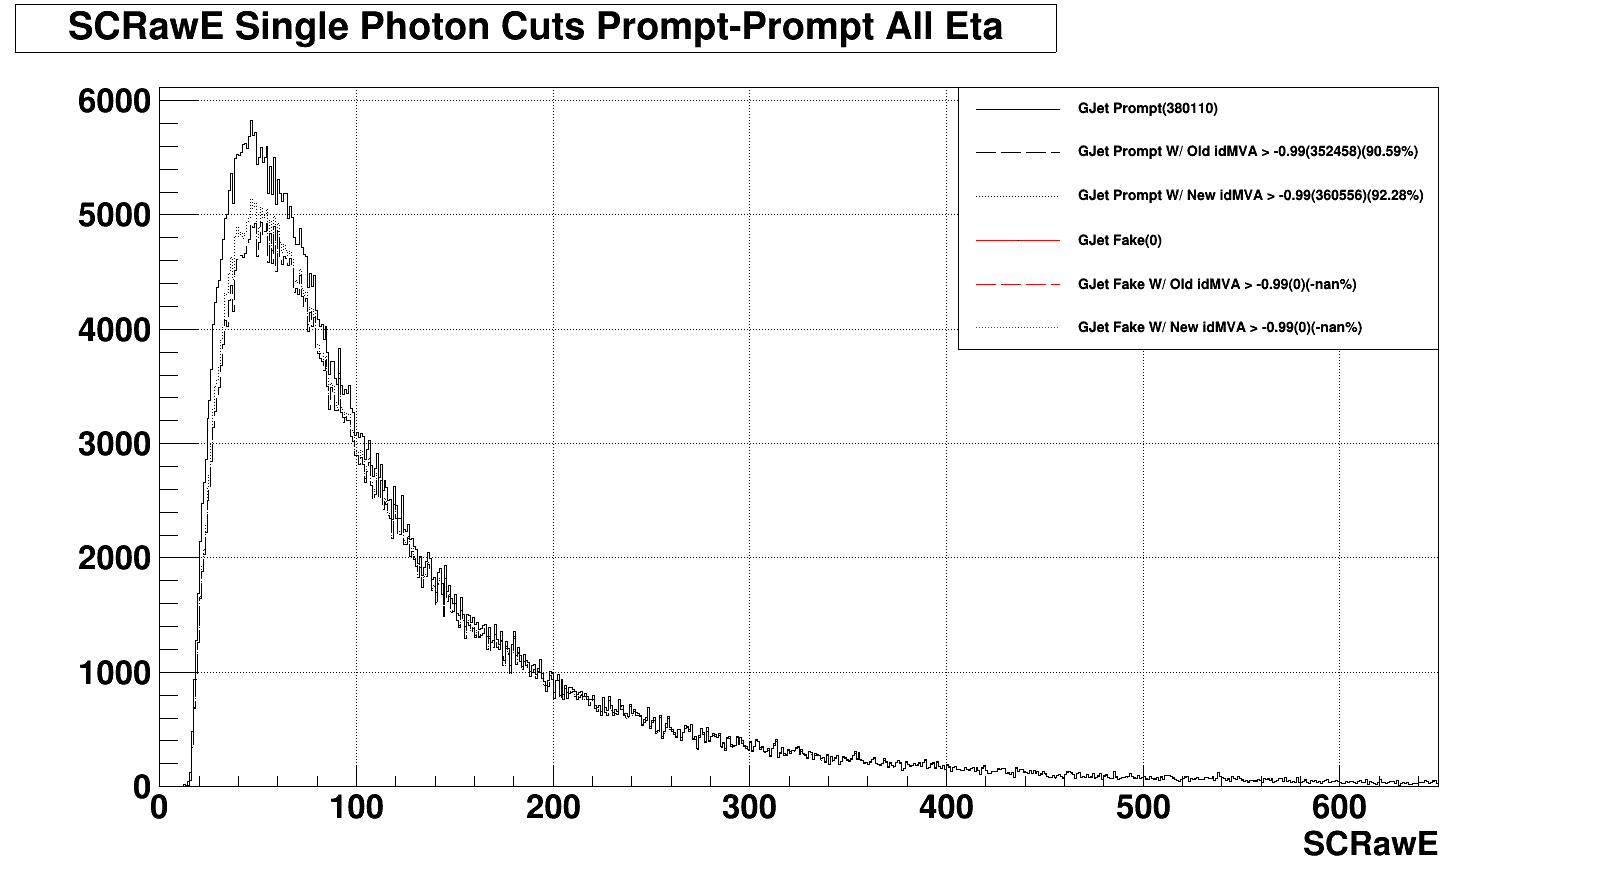 SCRawE Single Photon Cuts Prompt-Prompt All Eta
6000
5000
4000
3000
2000
1000
0
GJet Prompt(380110)
GJet Prompt W/ Old idMVA > -0.99(352458)(90.59%)
GJet Prompt W/ New idMVA > -0.99(360556)(92.28%)
GJet Fake(0)
GJet Fake W/ Old idMVA > -0.99(0)(-nan%)
GJet Fake W/ New idMVA > -0.99(0)(-nan%)
0 100 200 300 400 500 600
SCRawE